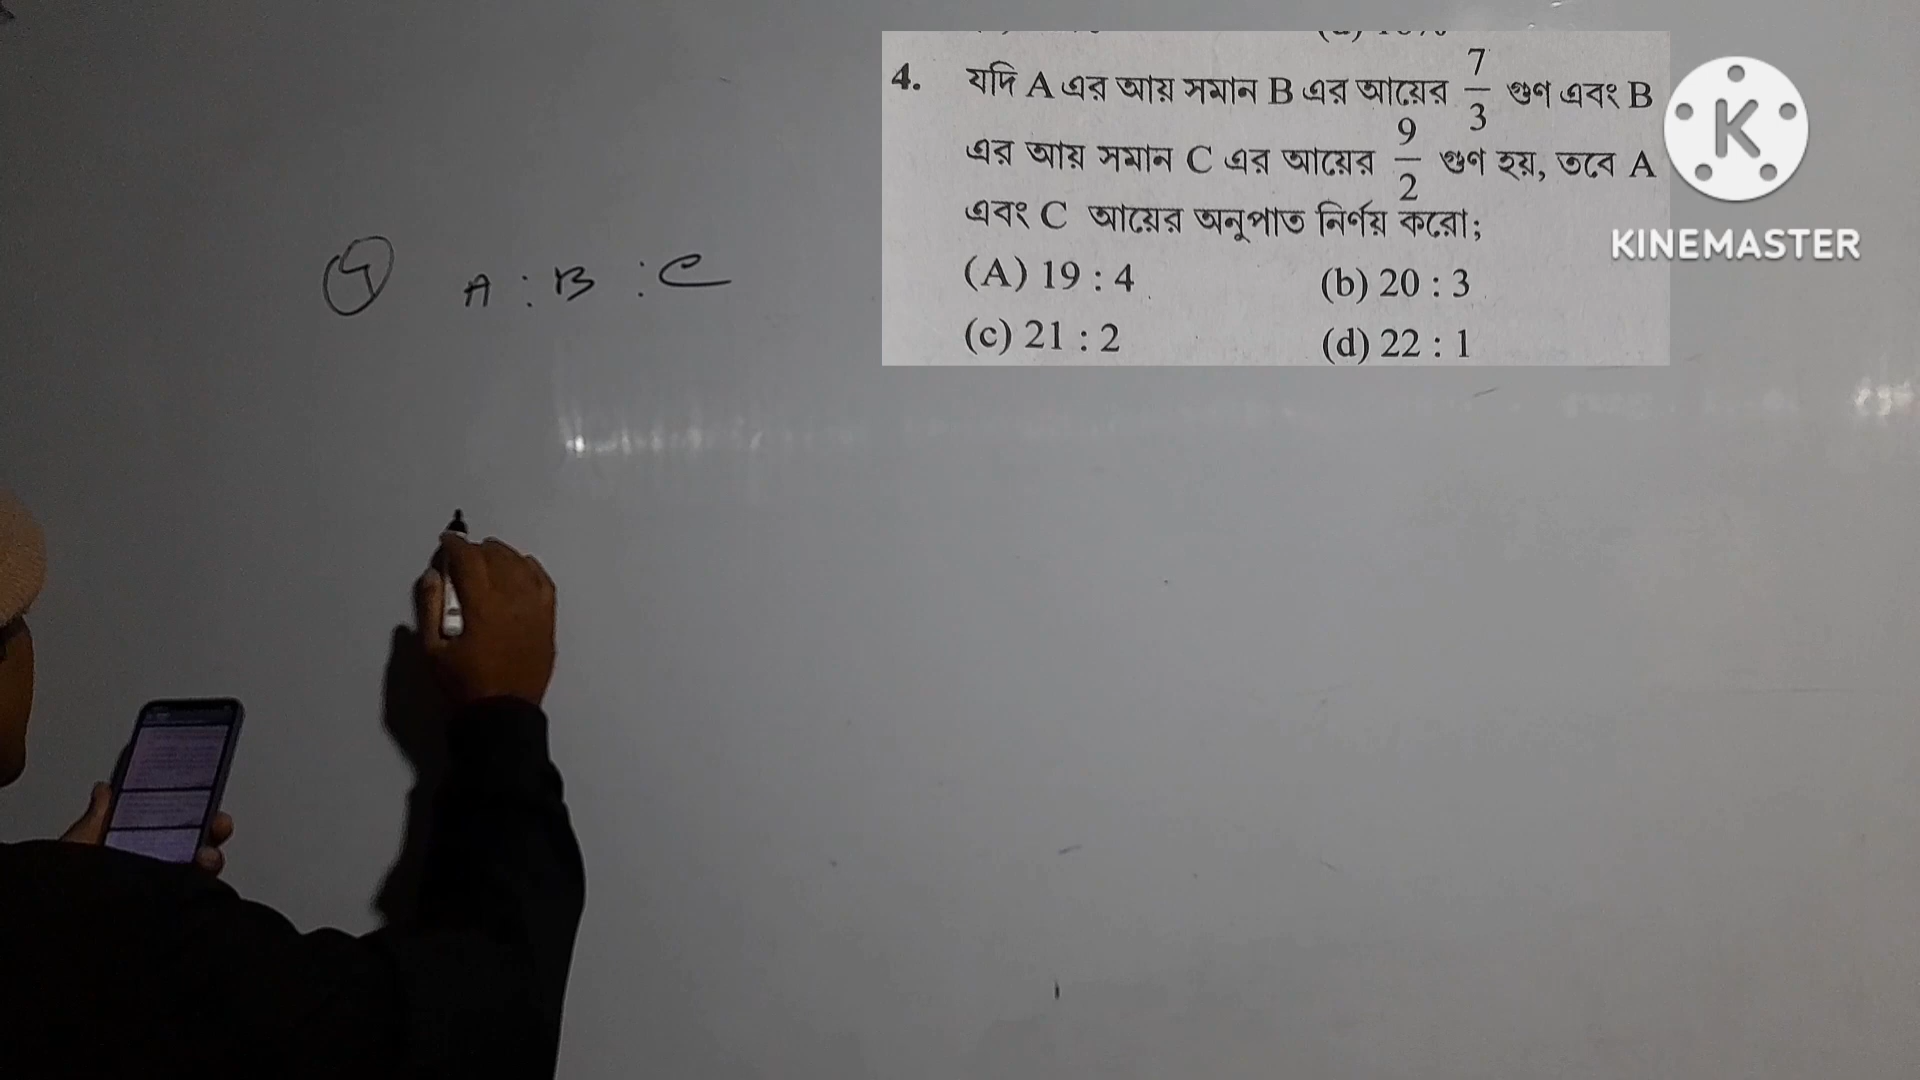 4. যদি A এর আয় সমান B এর আয়ের 7/3 গুণ এবং B
এর আয় সমান C এর আয়ের 9/2 গুণ হয়, তবে A
এবং C আয়ের অনুপাত নির্ণয় করো;
(A) 19 : 4 (b) 20 : 3
(c) 21 : 2 (d) 22 : 1
K
KINEMASTER
4 A : B : C